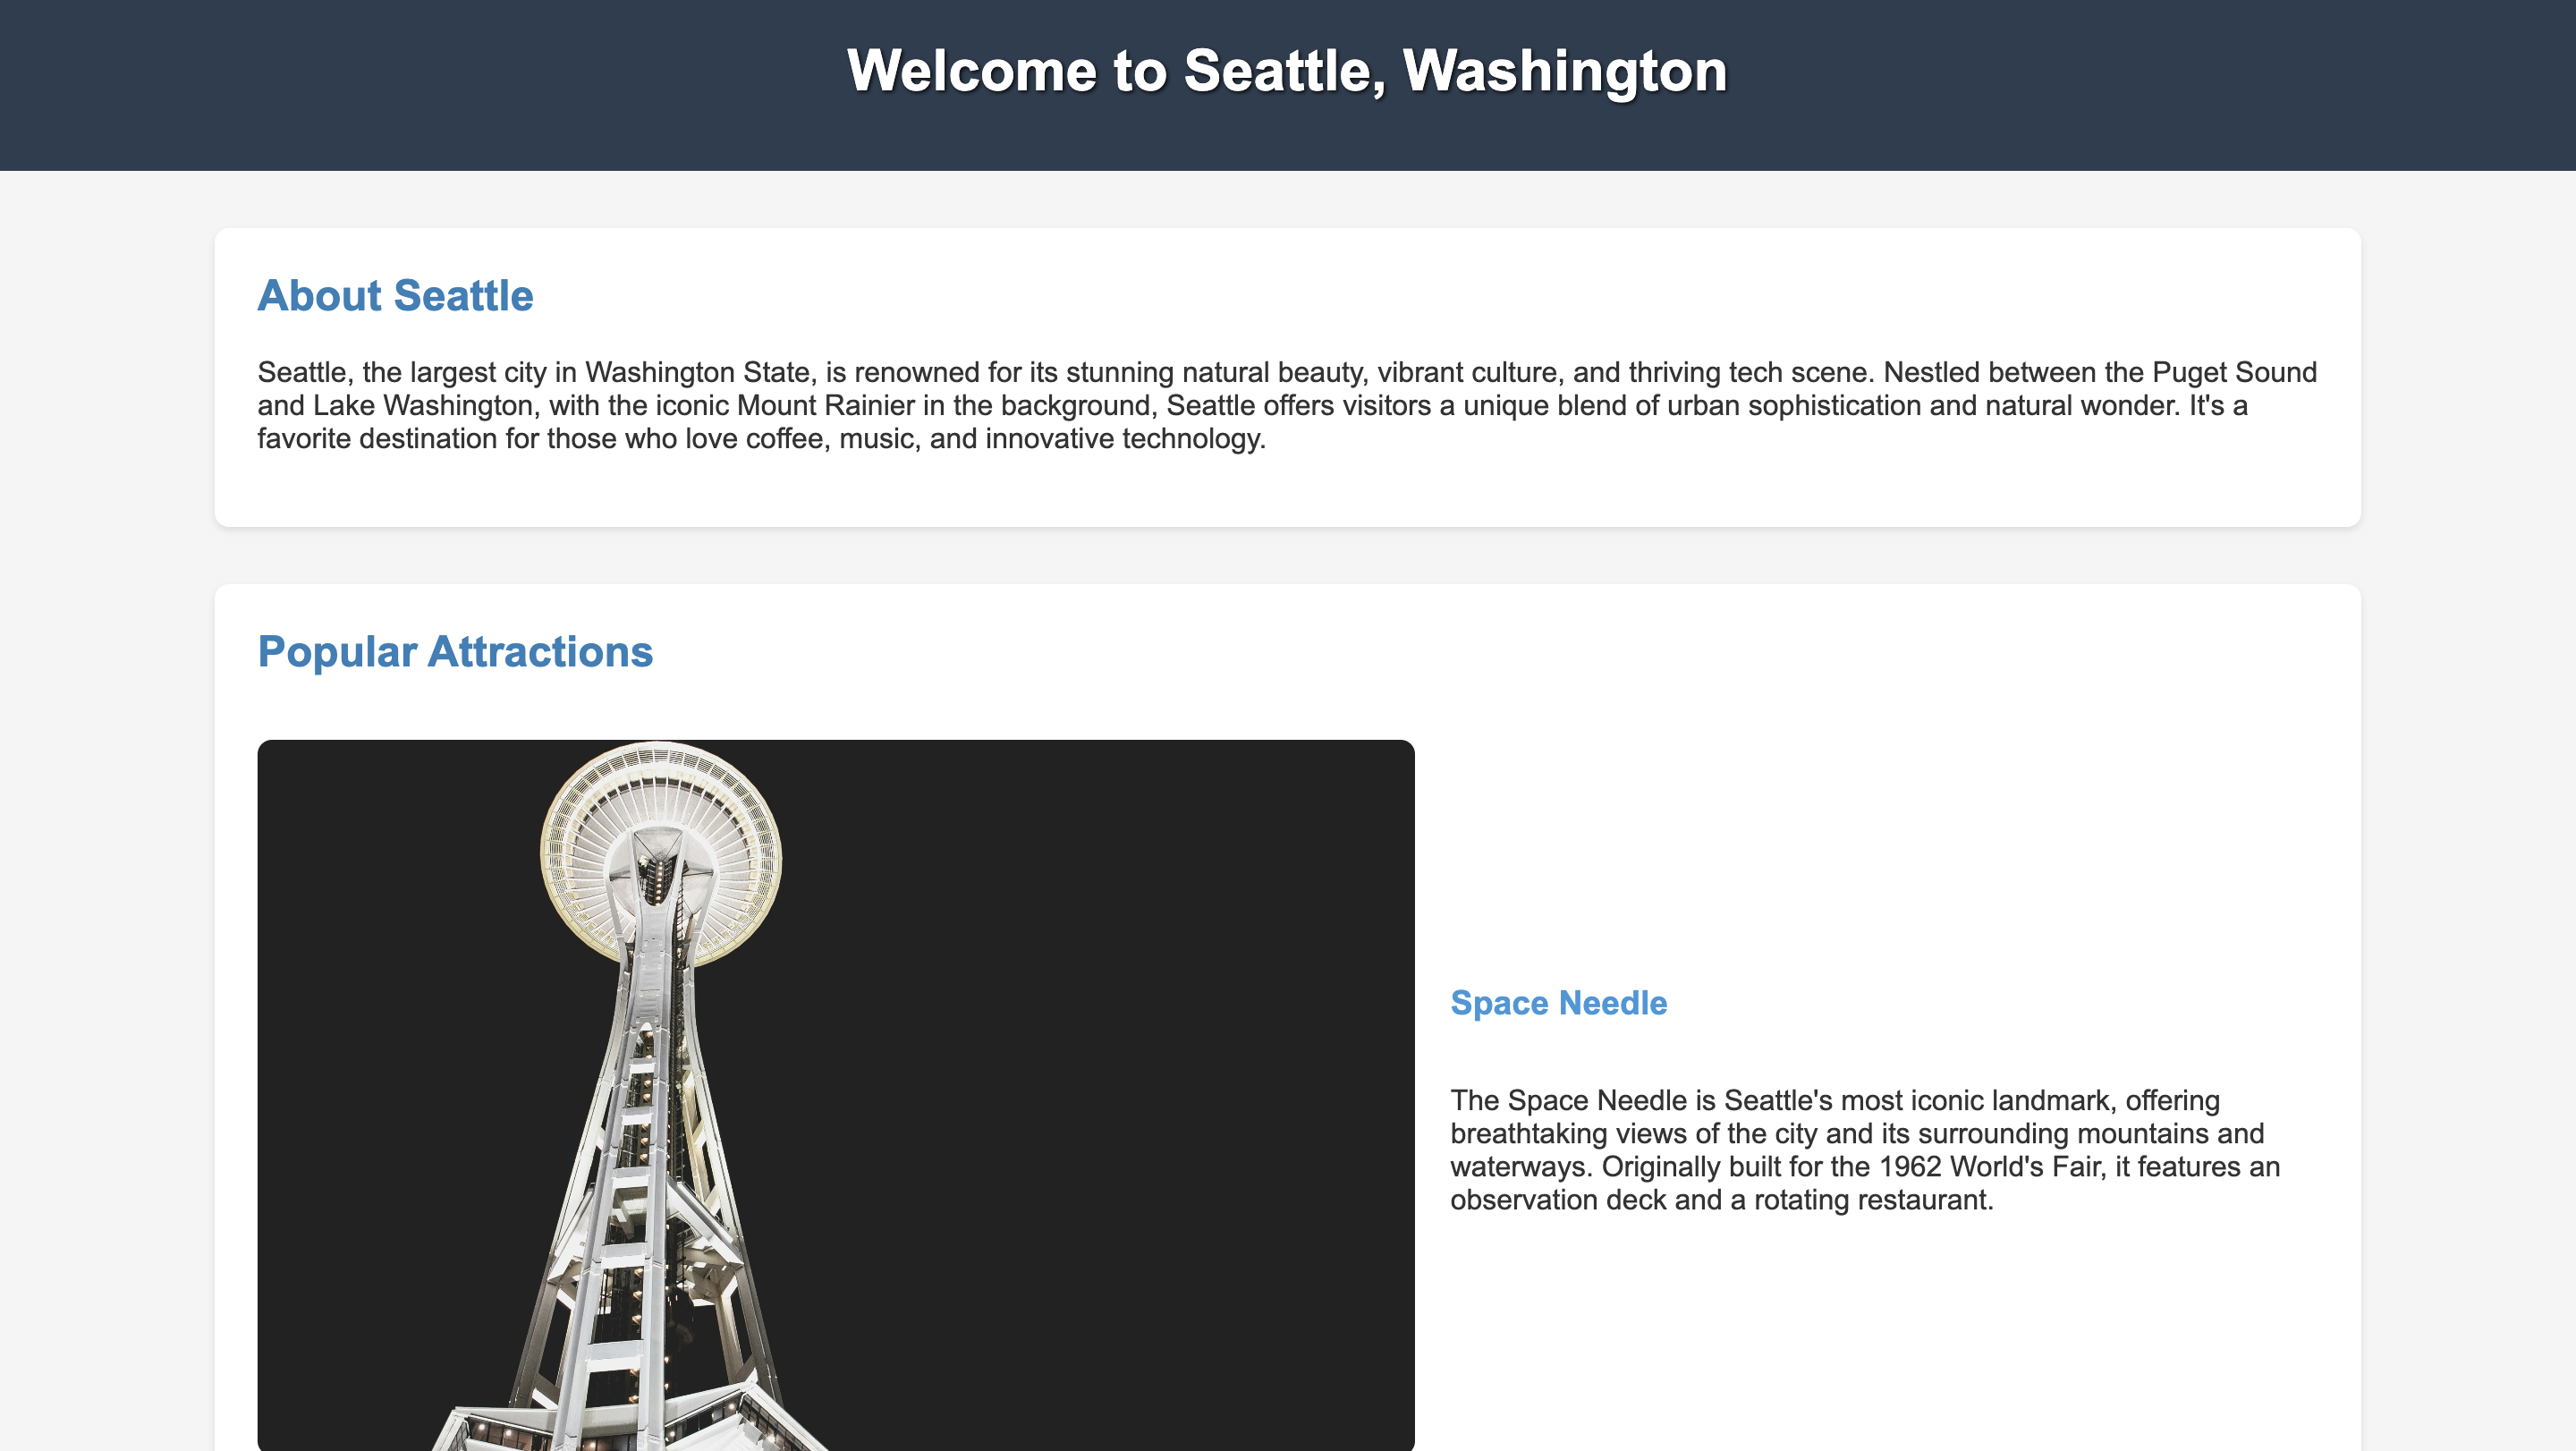 Welcome to Seattle, Washington
About Seattle
Seattle, the largest city in Washington State, is renowned for its stunning natural beauty, vibrant culture, and thriving tech scene. Nestled between the Puget Sound
and Lake Washington, with the iconic Mount Rainier in the background, Seattle offers visitors a unique blend of urban sophistication and natural wonder. It's a
favorite destination for those who love coffee, music, and innovative technology.
Popular Attractions
Space Needle
The Space Needle is Seattle's most iconic landmark, offering
breathtaking views of the city and its surrounding mountains and
waterways. Originally built for the 1962 World's Fair, it features an
observation deck and a rotating restaurant.